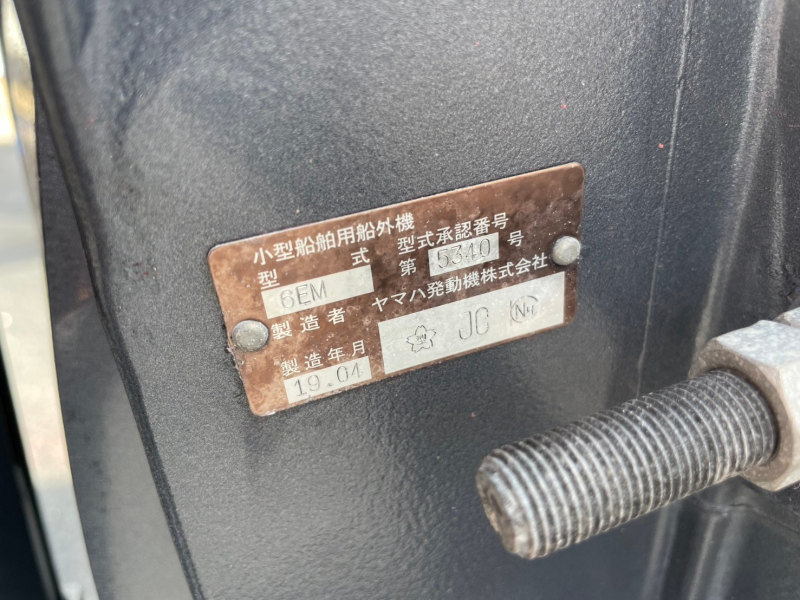 小型船舶用船外機
型式 6EM 型式承認番号 第 5340 号
製造者 ヤマハ発動機株式会社
製造年月 19.04
JC